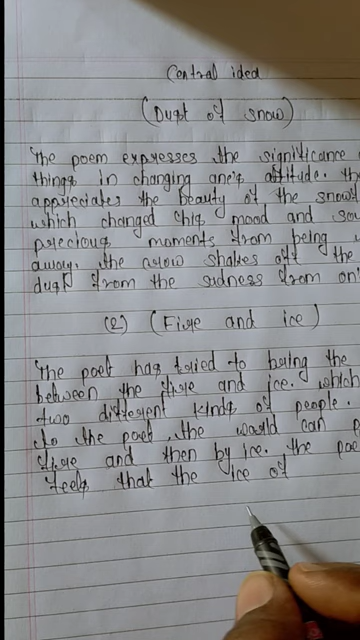 Central idea
(Dust of snow)
The poem expresses the significance
things in changing one's attitude. the
appreciates the beauty of the snow
which changed his mood and
precious moments from being
away. the crow shakes off the
dust from the sadness from
(2) (Fire and ice)
The poet has tried to bring the
between the fire and ice. which
two different kinds of people.
to the poet, the world can
fire and then by ice. the
feels that the ice of